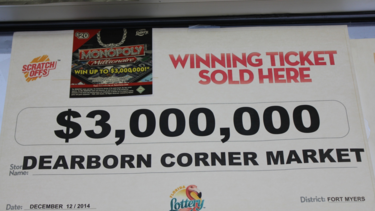 $20
MONOPOLY
Millionaire
WIN UP TO $3,000,000!
SCRATCH
OFFS
WINNING TICKET
SOLD HERE
$3,000,000
Store
Name:
DEARBORN CORNER MARKET
Date: DECEMBER 12/2014
Lottery
District: FORT MYERS